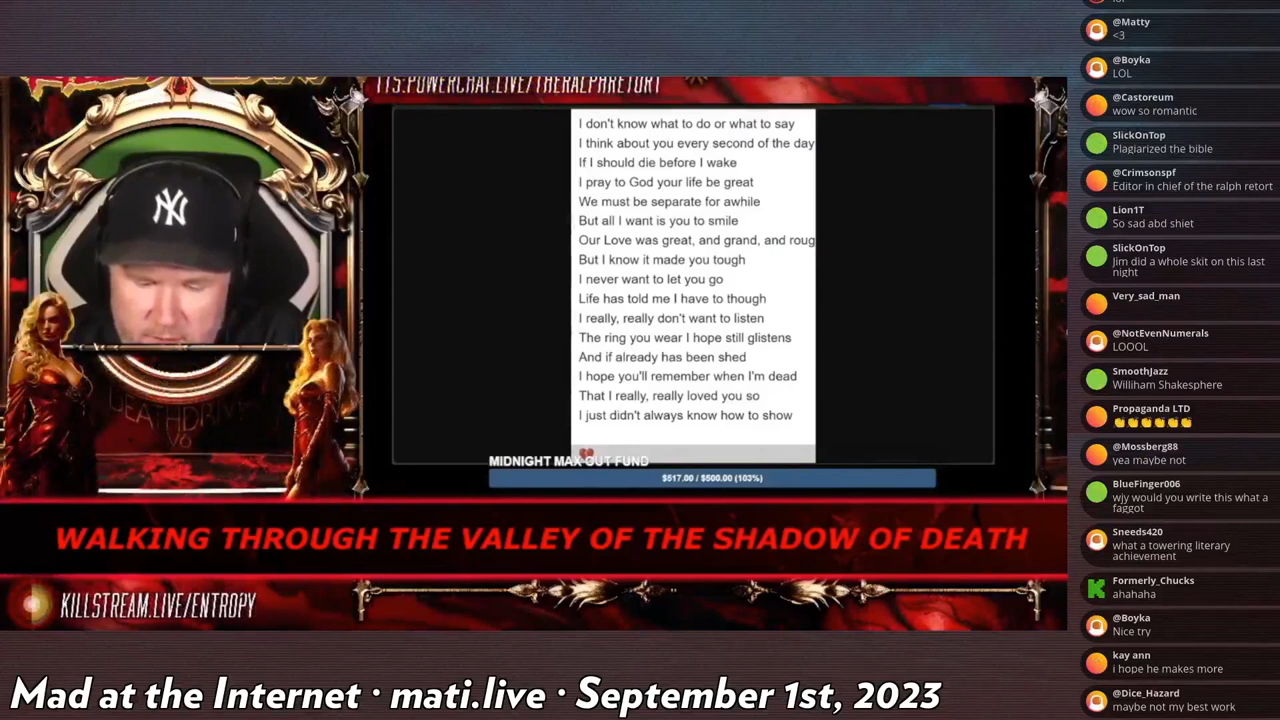 TTS:POWERCHAT.LIVE/THERALPHRETORT
NY
I don't know what to do or what to say
I think about you every second of the day
If I should die before I wake
I pray to God your life be great
We must be separate for awhile
But all I want is you to smile
Our Love was great, and grand, and roug
But I know it made you tough
I never want to let you go
Life has told me I have to though
I really, really don't want to listen
The ring you wear I hope still glistens
And if already has been shed
I hope you'll remember when I'm dead
That I really, really loved you so
I just didn't always know how to show
MIDNIGHT MAX OUT FUND
$517.00 / $500.00 (103%)
DEATHDRIVE
WALKING THROUGH THE VALLEY OF THE SHADOW OF DEATH
KILLSTREAM.LIVE/ENTROPY
Mad at the Internet · mati.live · September 1st, 2023
lol
@Matty
<3
@Boyka
LOL
@Castoreum
wow so romantic
SlickOnTop
Plagiarized the bible
@Crimsonspf
Editor in chief of the ralph retort
Lion1T
So sad abd shiet
SlickOnTop
Jim did a whole skit on this last
night
Very_sad_man
@NotEvenNumerals
LOOOL
SmoothJazz
Williham Shakesphere
Propaganda LTD
👏👏👏👏👏👏
@Mossberg88
yea maybe not
BlueFinger006
wjy would you write this what a
faggot
Sneeds420
what a towering literary
achievement
Formerly_Chucks
ahahaha
@Boyka
Nice try
kay ann
i hope he makes more
@Dice_Hazard
maybe not my best work